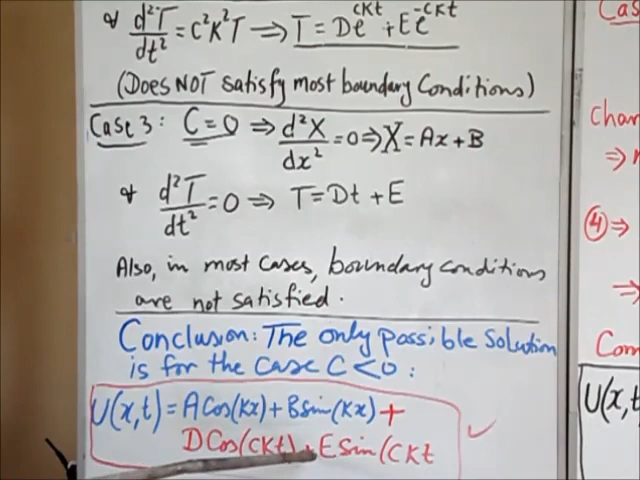 & d²T/dt² = C²K²T ⟹ T = De^CKt + Ee^-CKt
(Does NOT satisfy most boundary Conditions)
Case 3: C=0 ⟹ d²X/dx² = 0 ⟹ X = Ax + B
& d²T/dt² = 0 ⟹ T = Dt + E
Also, in most cases, boundary conditions
are not satisfied.
Conclusion: The only possible Solution
is for the case C<0:
U(x,t) = A Cos(Kx) + B Sin(Kx) +
D Cos(CKt) + E Sin(CKt
Cas
Char
⟹
④ ⟹
⟹
Com
U(x,t